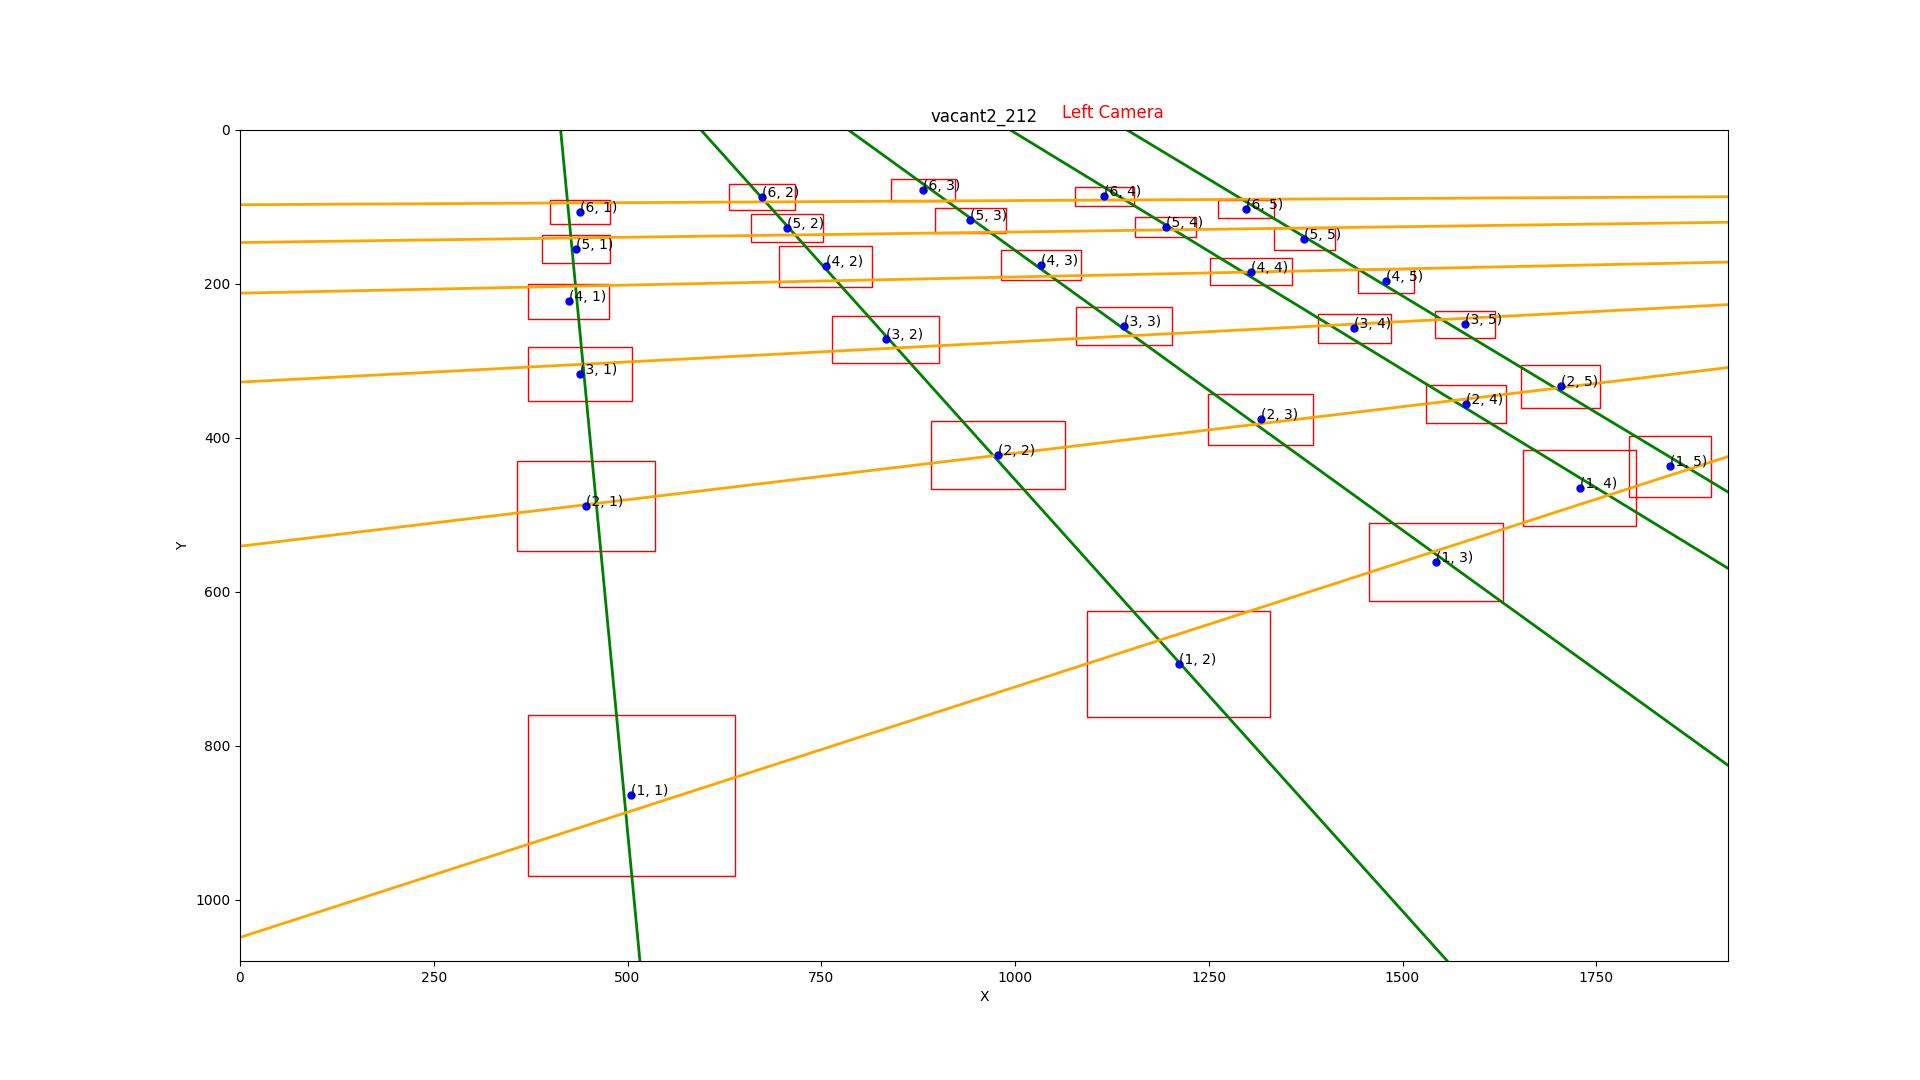 vacant2_212 Left Camera
0
(6, 3)
(6, 2) (6, 4)
(6, 1) (6, 5)
(5, 3)
(5, 2) (5, 4)
(5, 5)
(5, 1)
(4, 2) (4, 3)
(4, 4)
(4, 5)
200
(4, 1)
(3, 3) (3, 4) (3, 5)
(3, 2)
(3, 1)
(2, 5)
(2, 4)
(2, 3)
400
(2, 2)
(1, 5)
(1, 4)
(2, 1)
Y
(1, 3)
600
(1, 2)
800
(1, 1)
1000
0 250 500 750 1000 1250 1500 1750
X